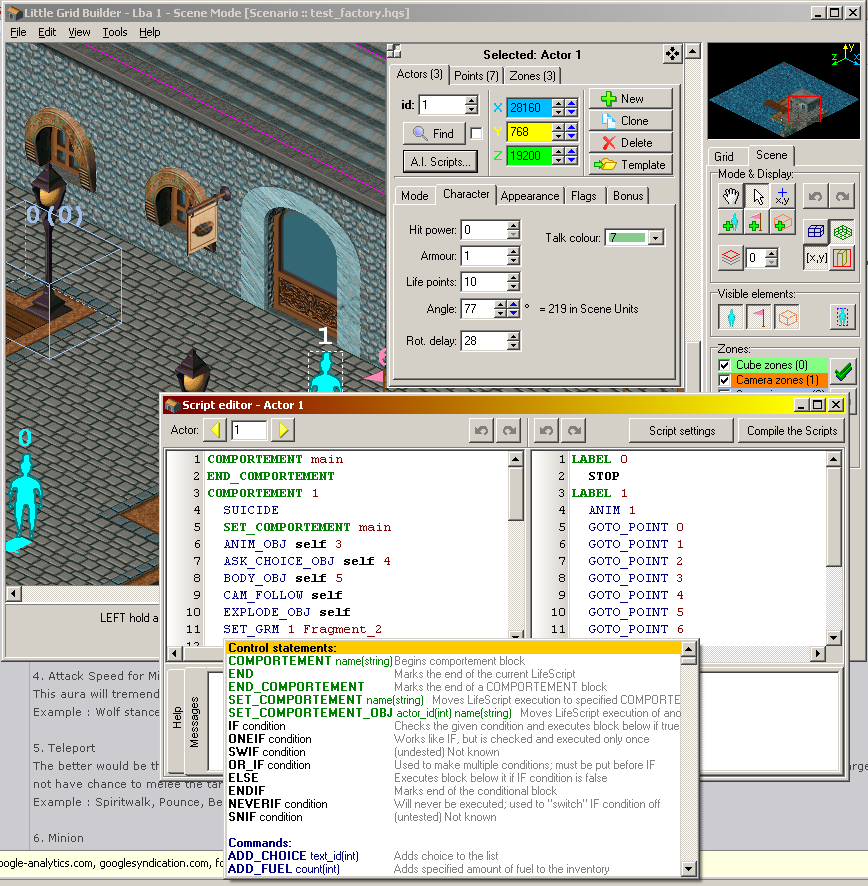 Little Grid Builder - Lba 1 - Scene Mode [Scenario :: test_factory.hqs]
File Edit View Tools Help
Selected: Actor 1
Actors (3) Points (7) Zones (3)
id: 1
Find
A.I. Scripts...
X 28160
Y 768
Z 19200
New
Clone
Delete
Template
Mode Character Appearance Flags Bonus
Hit power: 0
Armour: 1
Life points: 10
Angle: 77 ° = 219 in Scene Units
Rot. delay: 28
Talk colour: 7
Y
Z X
Grid Scene
Mode & Display:
x,y
0
[x,y]
Visible elements:
Zones:
Cube zones (0)
Camera zones (1)
0 (0)
1
0
LEFT hold a
Script editor - Actor 1
Actor: 1
Script settings
Compile the Scripts
1 COMPORTEMENT main
2 END_COMPORTEMENT
3 COMPORTEMENT 1
4 SUICIDE
5 SET_COMPORTEMENT main
6 ANIM_OBJ self 3
7 ASK_CHOICE_OBJ self 4
8 BODY_OBJ self 5
9 CAM_FOLLOW self
10 EXPLODE_OBJ self
11 SET_GRM 1 Fragment_2
12
1 LABEL 0
2 STOP
3 LABEL 1
4 ANIM 1
5 GOTO_POINT 0
6 GOTO_POINT 1
7 GOTO_POINT 2
8 GOTO_POINT 3
9 GOTO_POINT 4
10 GOTO_POINT 5
11 GOTO_POINT 6
Help
Messages
Control statements:
COMPORTEMENT name(string) Begins comportement block
END Marks the end of the current LifeScript
END_COMPORTEMENT Marks the end of a COMPORTEMENT block
SET_COMPORTEMENT name(string) Moves LifeScript execution to specified COMPORTE
SET_COMPORTEMENT_OBJ actor_id(int) name(string) Moves LifeScript execution of ano
IF condition Checks the given condition and executes block below if true
ONEIF condition Works like IF, but is checked and executed only once
SWIF condition (undested) Not known
OR_IF condition Used to make multiple conditions; must be put before IF
ELSE Executes block below it if IF condition is false
ENDIF Marks end of the conditional block
NEVERIF condition Will never be executed; used to "switch" IF condition off
SNIF condition (untested) Not known
Commands:
ADD_CHOICE text_id(int) Adds choice to the list
ADD_FUEL count(int) Adds specified amount of fuel to the inventory
4. Attack Speed for Mi
This aura will tremend
Example : Wolf stance
5. Teleport
The better would be th
not have chance to melee the tar
Example : Spiritwalk, Pounce, Be
6. Minion
arge
oogle-analytics.com, googlesyndication.com, fo